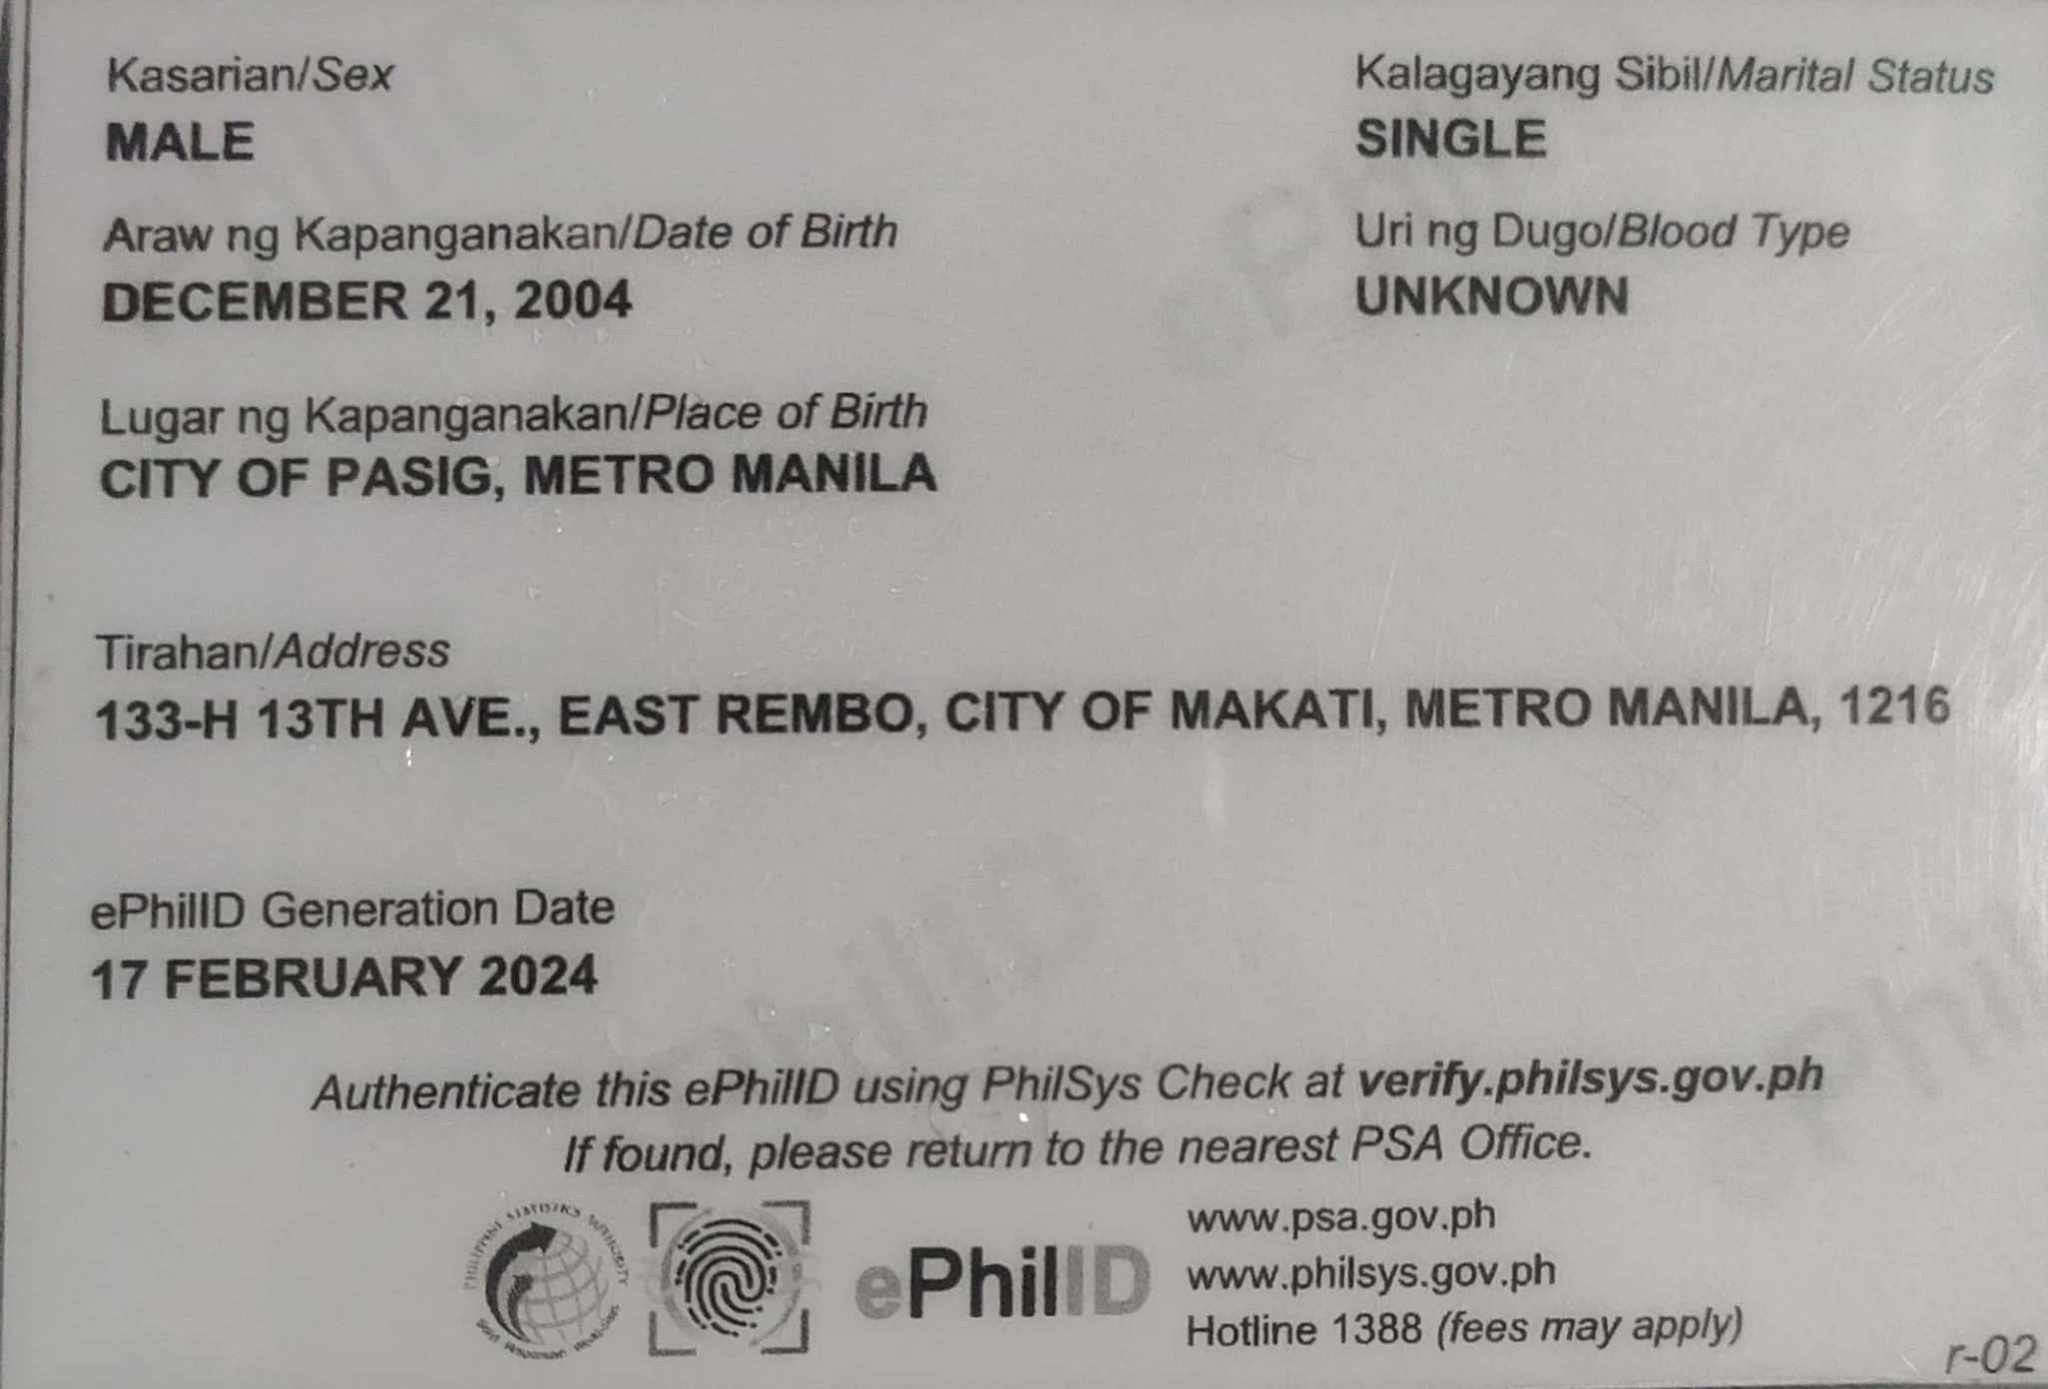 Kasarian/Sex
MALE
Kalagayang Sibil/Marital Status
SINGLE
Araw ng Kapanganakan/Date of Birth
DECEMBER 21, 2004
Uri ng Dugo/Blood Type
UNKNOWN
Lugar ng Kapanganakan/Place of Birth
CITY OF PASIG, METRO MANILA
Tirahan/Address
133-H 13TH AVE., EAST REMBO, CITY OF MAKATI, METRO MANILA, 1216
ePhilID Generation Date
17 FEBRUARY 2024
Authenticate this ePhilID using PhilSys Check at verify.philsys.gov.ph
If found, please return to the nearest PSA Office.
PHILIPPINE STATISTICS AUTHORITY
ePhilID
www.psa.gov.ph
www.philsys.gov.ph
Hotline 1388 (fees may apply)
r-02